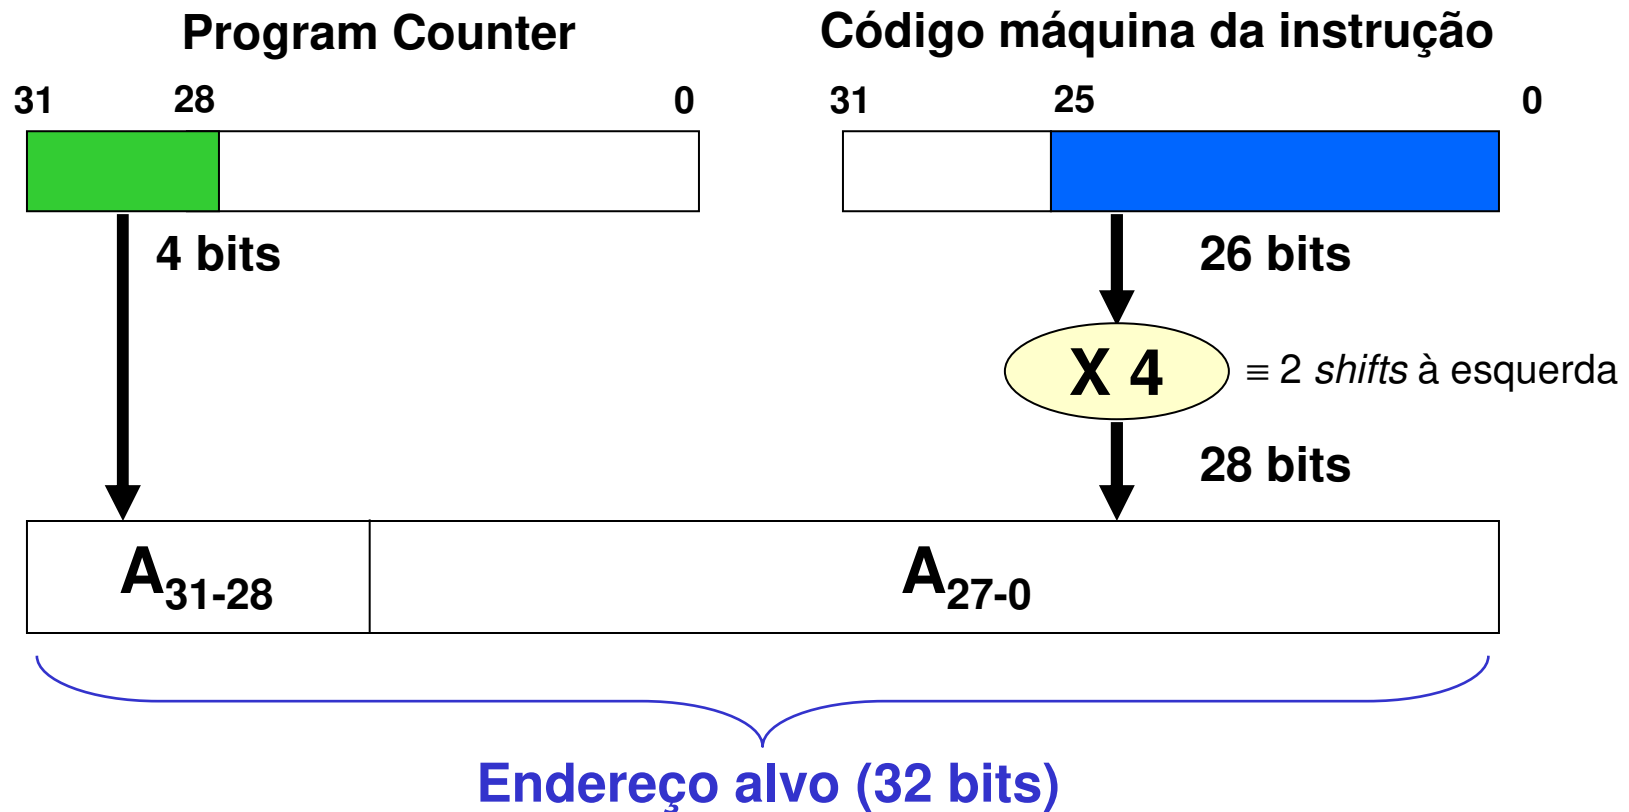 Program Counter
Código máquina da instrução
31 28 0
31 25 0
4 bits
26 bits
X 4 ≡ 2 shifts à esquerda
28 bits
A31-28
A27-0
Endereço alvo (32 bits)